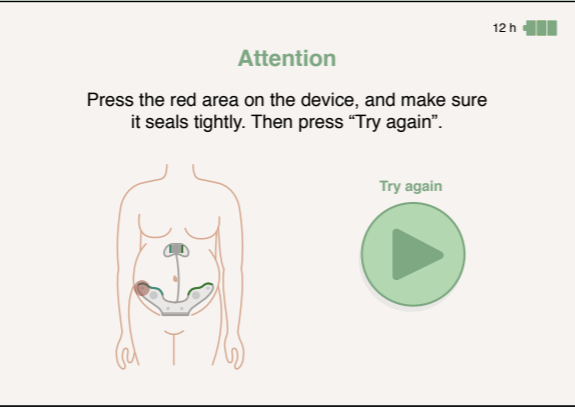 12 h
Attention
Press the red area on the device, and make sure
it seals tightly. Then press “Try again”.
Try again